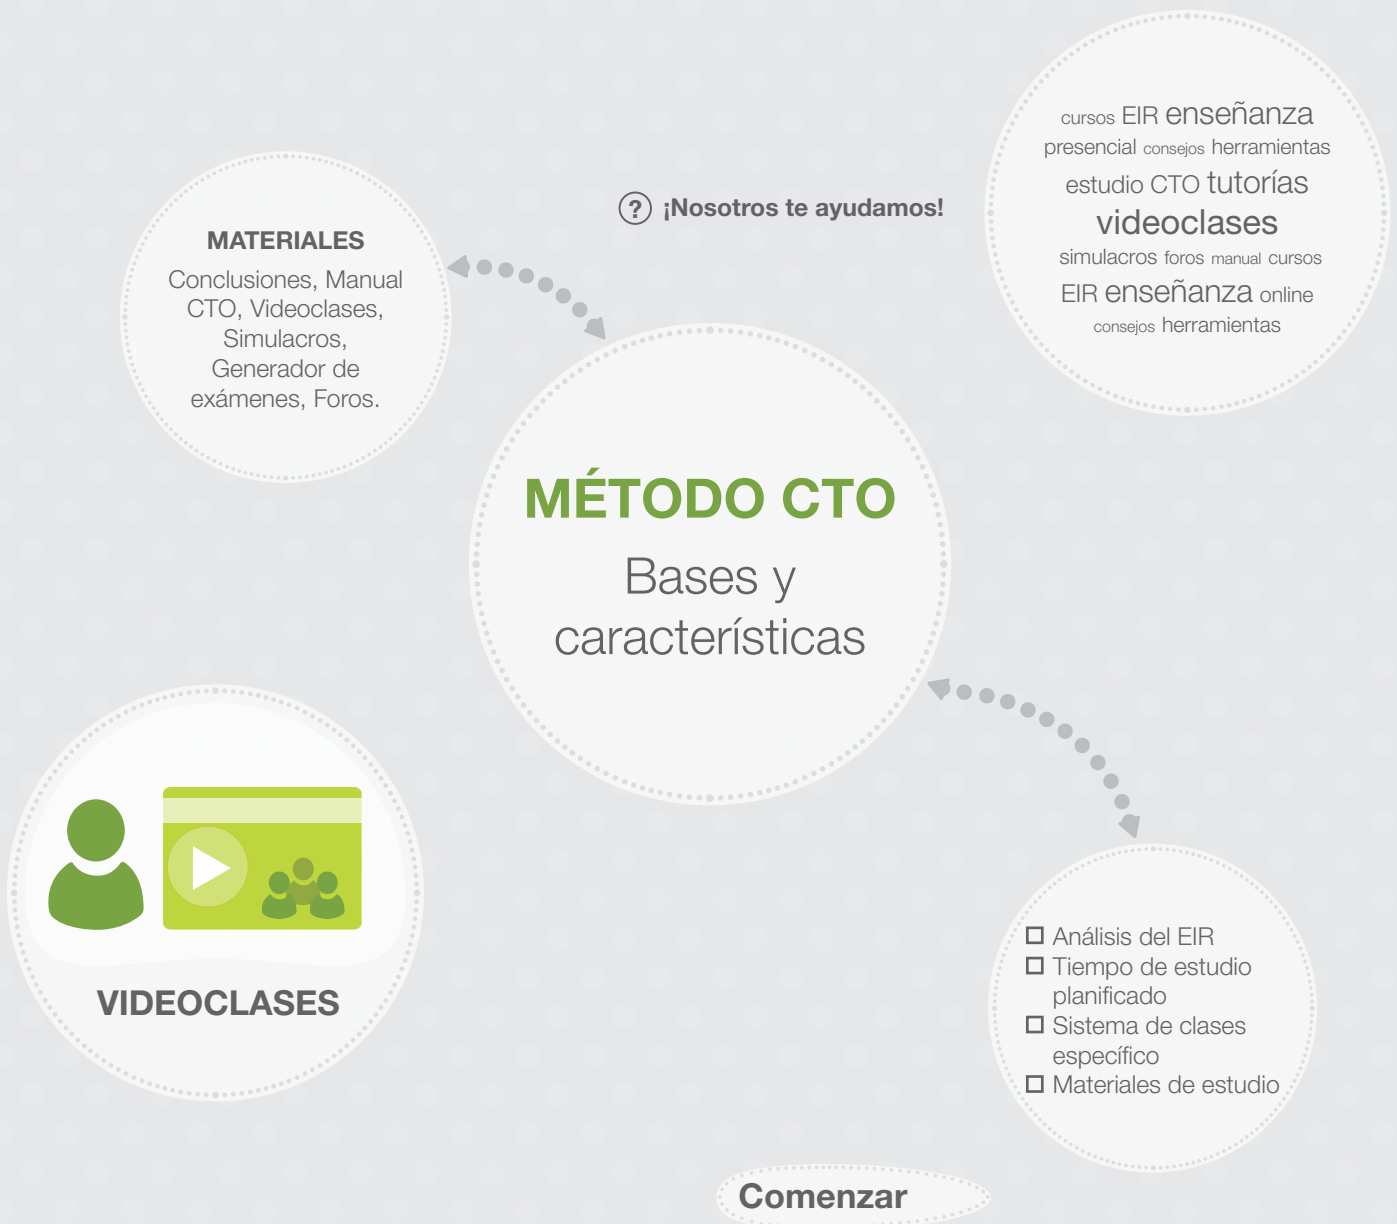 cursos EIR enseñanza
presencial consejos herramientas
estudio CTO tutorías
videoclases
simulacros foros manual cursos
EIR enseñanza online
consejos herramientas
? ¡Nosotros te ayudamos!
MATERIALES
Conclusiones, Manual
CTO, Videoclases,
Simulacros,
Generador de
exámenes, Foros.
MÉTODO CTO
Bases y
características
VIDEOCLASES
Análisis del EIR
Tiempo de estudio
planificado
Sistema de clases
específico
Materiales de estudio
Comenzar